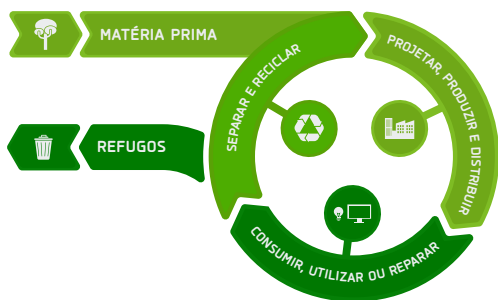 MATÉRIA PRIMA
SEPARAR E RECICLAR
PROJETAR, PRODUZIR E DISTRIBUIR
REFUGOS
CONSUMIR, UTILIZAR OU REPARAR